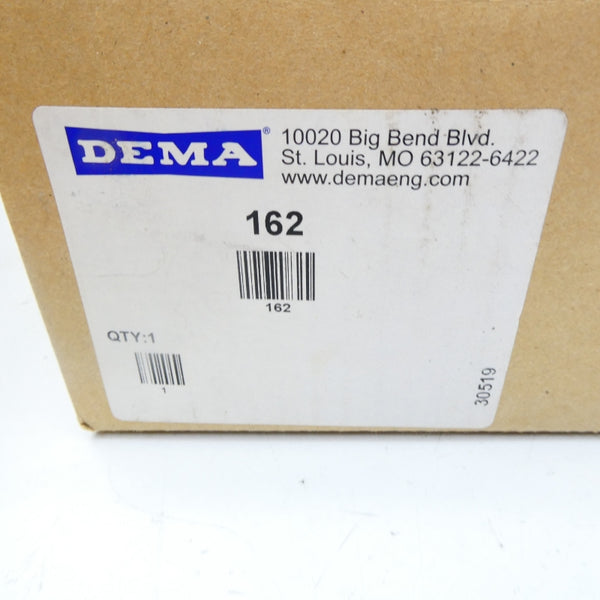 DEMA®
10020 Big Bend Blvd.
St. Louis, MO 63122-6422
www.demaeng.com
162
162
QTY:1
1
30519